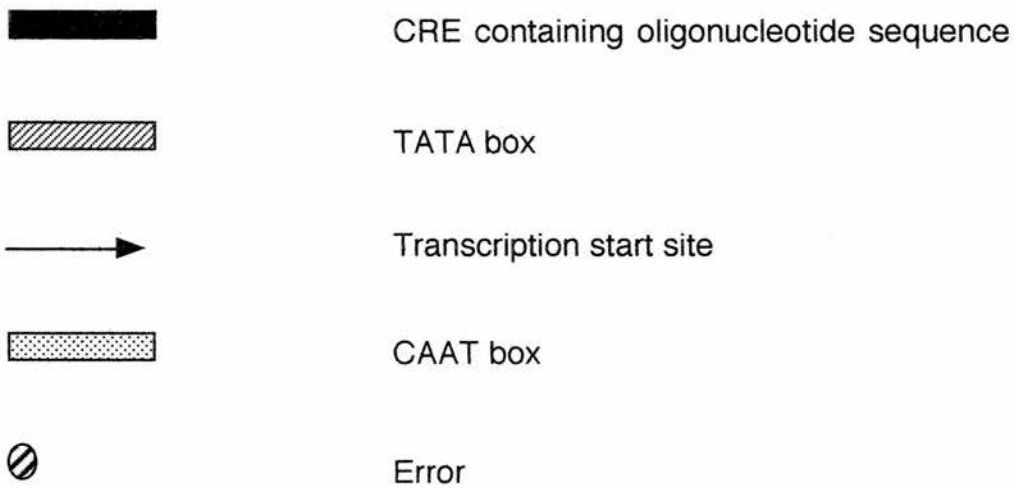 CRE containing oligonucleotide sequence
TATA box
Transcription start site
CAAT box
Error